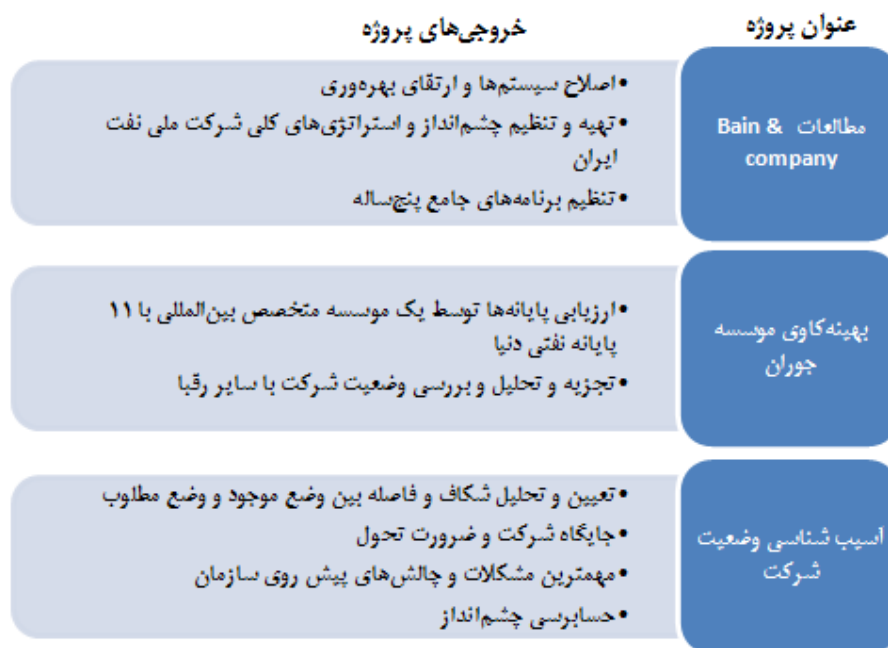 عنوان پروژه
خروجی‌های پروژه
مطالعات Bain &
company
•اصلاح سیستم‌ها و ارتقای بهره‌وری
•تهیه و تنظیم چشم‌انداز و استراتژی‌های کلی شرکت ملی نفت
ایران
•تنظیم برنامه‌های جامع پنج‌ساله
بهینه‌کاوی موسسه
جوران
•ارزیابی پایانه‌ها توسط یک موسسه متخصص بین‌المللی با ۱۱
پایانه نفتی دنیا
•تجزیه و تحلیل و بررسی وضعیت شرکت با سایر رقبا
آسیب شناسی وضعیت
شرکت
•تعیین و تحلیل شکاف و فاصله بین وضع موجود و وضع مطلوب
•جایگاه شرکت و ضرورت تحول
•مهمترین مشکلات و چالش‌های پیش روی سازمان
•حسابرسی چشم‌انداز